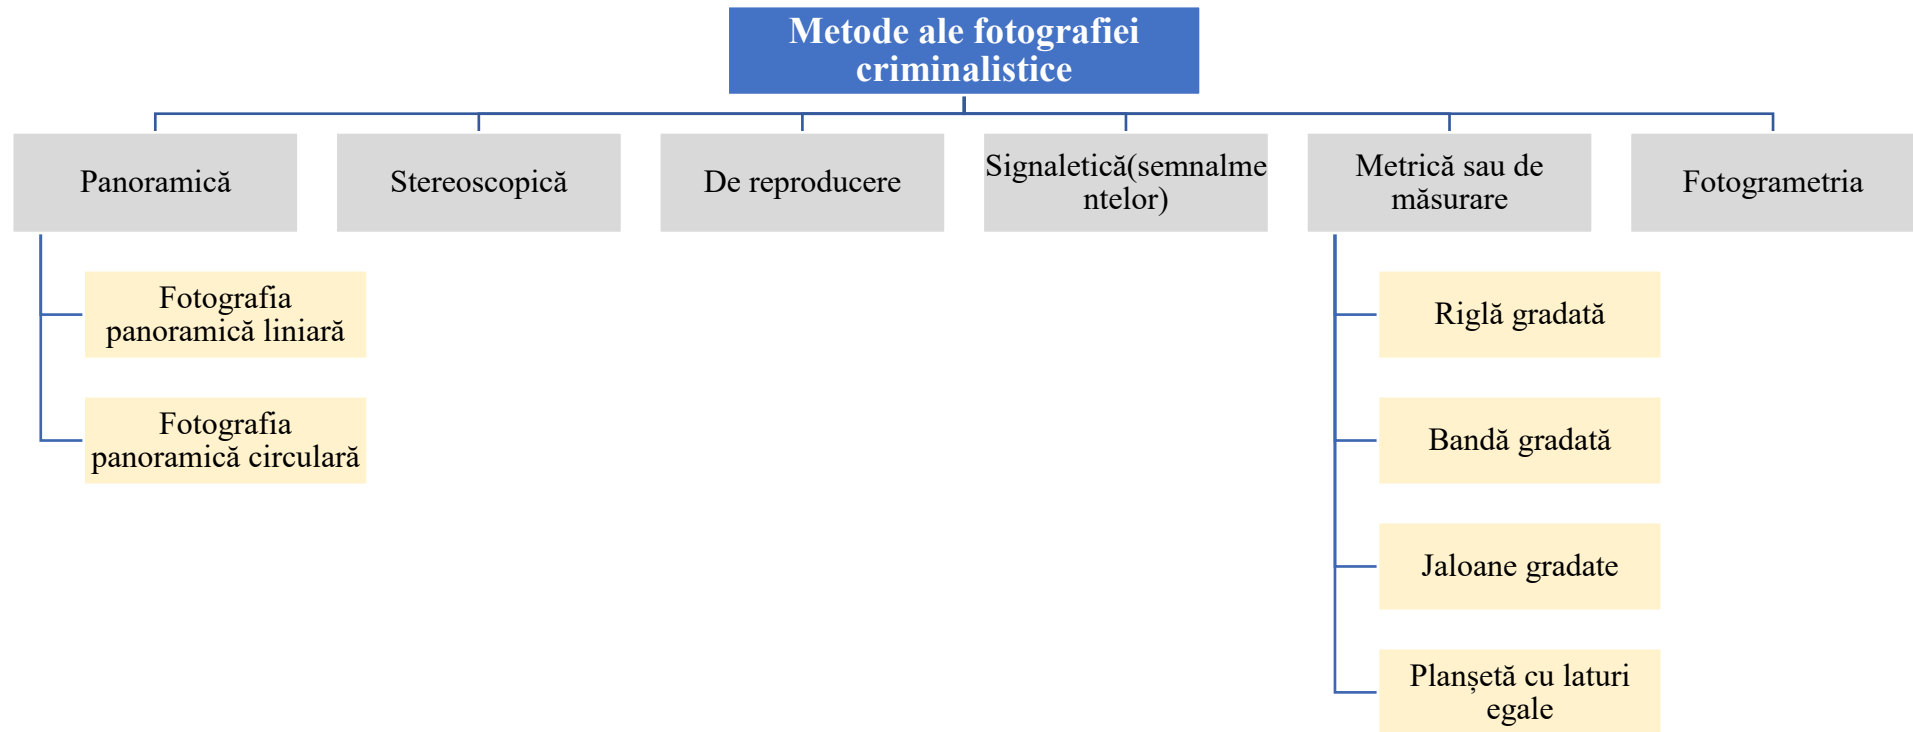 Metode ale fotografiei
criminalistice
Panoramică
Stereoscopică
De reproducere
Signaletică(semnalme
ntelor)
Metrică sau de
măsurare
Fotogrametria
Fotografia
panoramică liniară
Fotografia
panoramică circulară
Riglă gradată
Bandă gradată
Jaloane gradate
Planșetă cu laturi
egale